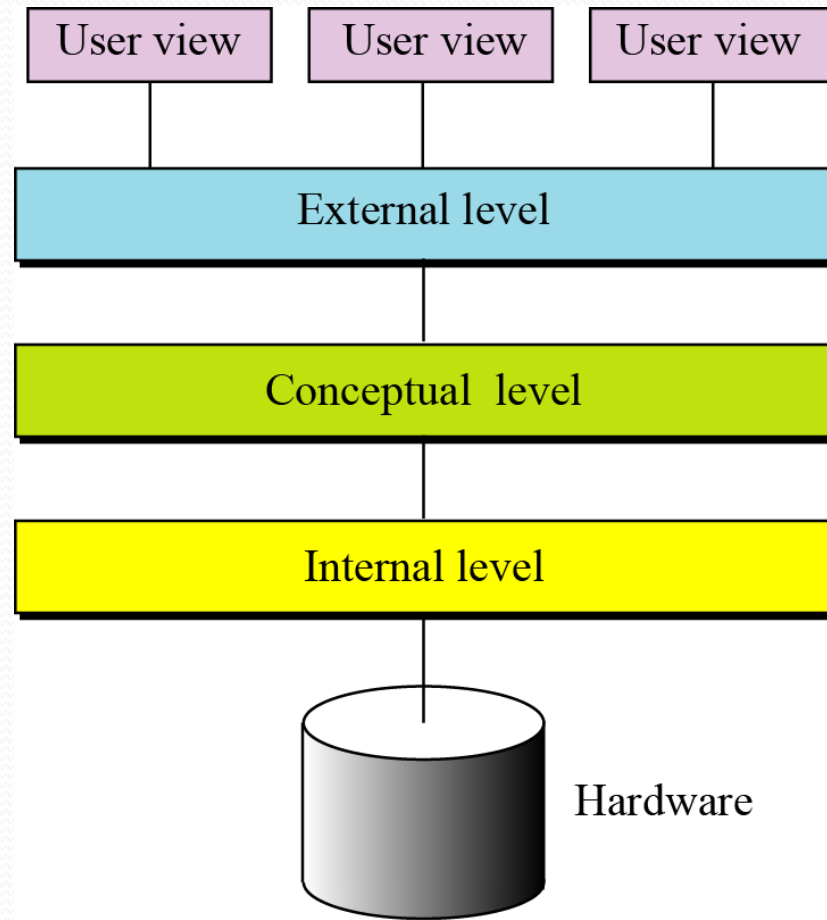 User view
User view
User view
External level
Conceptual level
Internal level
Hardware